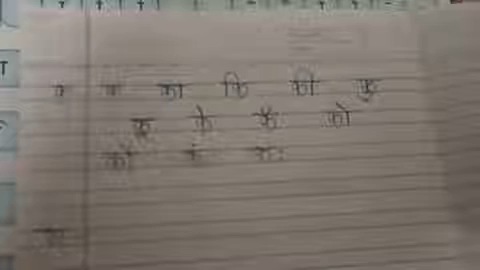 क का कि की कु
कू के कै को
कौ कं कः